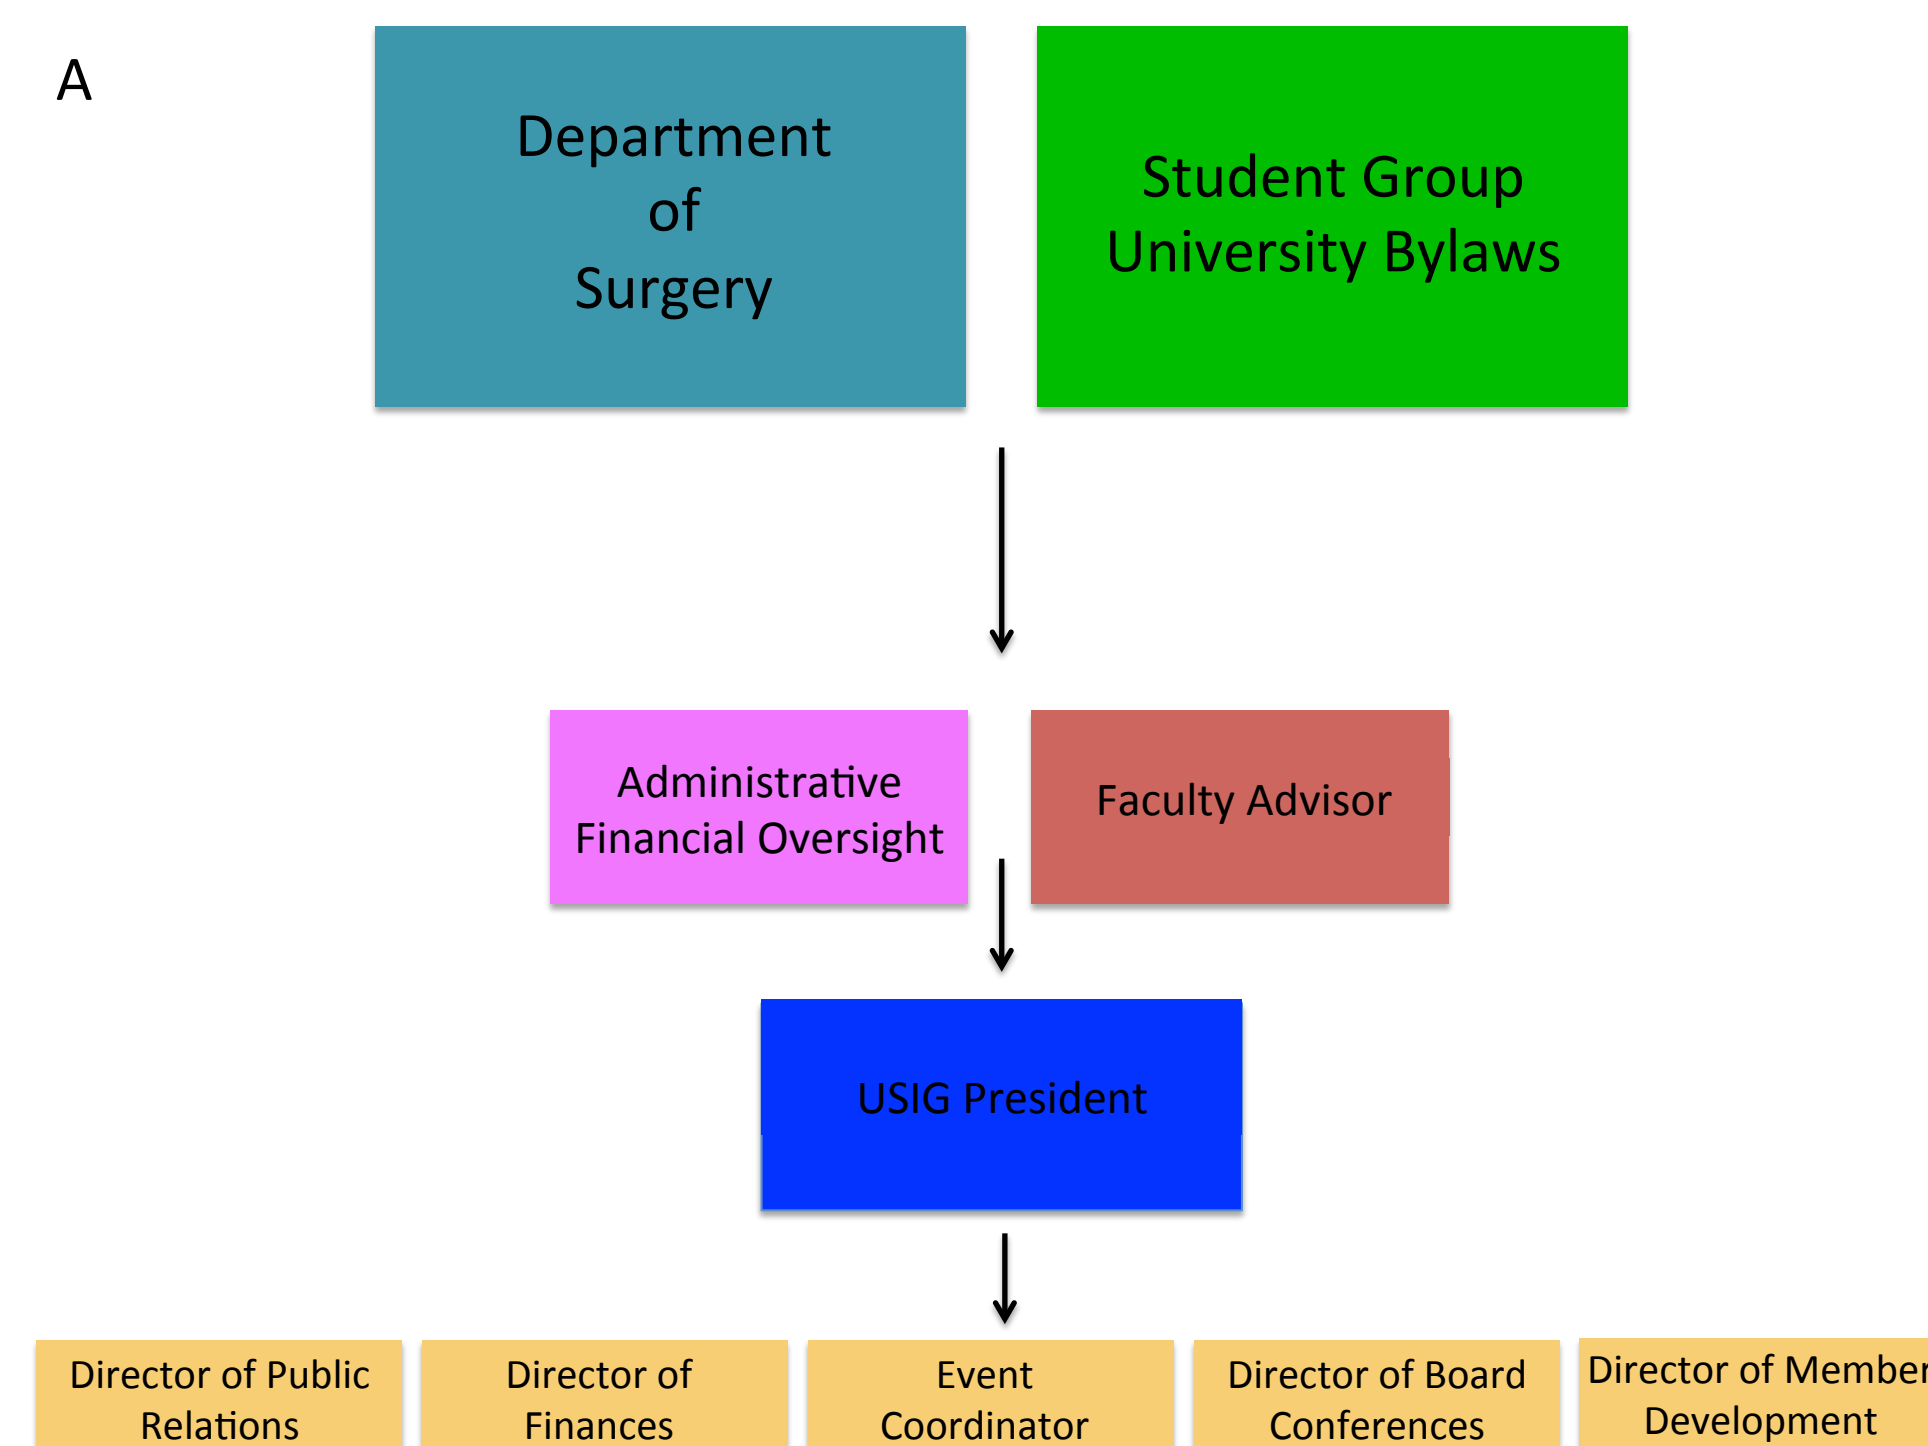 A
Department
of
Surgery
Student Group
University Bylaws
Administrative
Financial Oversight
Faculty Advisor
USIG President
Director of Public
Relations
Director of
Finances
Event
Coordinator
Director of Board
Conferences
Director of Member
Development